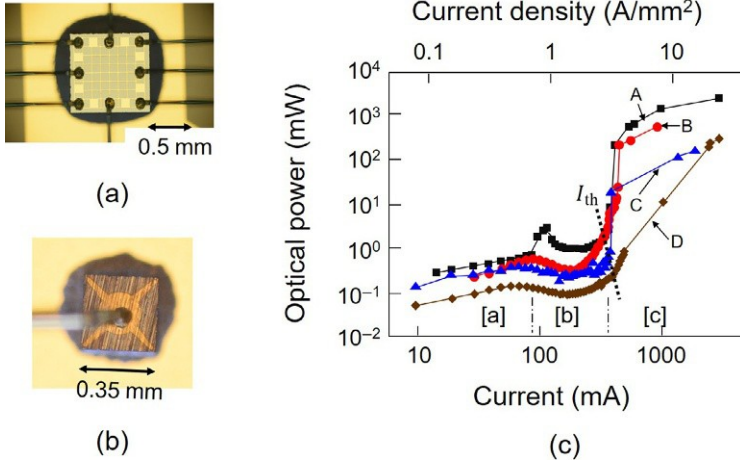 0.5 mm
(a)
0.35 mm
(b)
Current density (A/mm²)
0.1
1
10
Optical power (mW)
10⁴
10³
10²
10¹
10⁰
10⁻¹
10⁻²
A
B
C
D
Ith
[a]
[b]
[c]
10
100
1000
Current (mA)
(c)